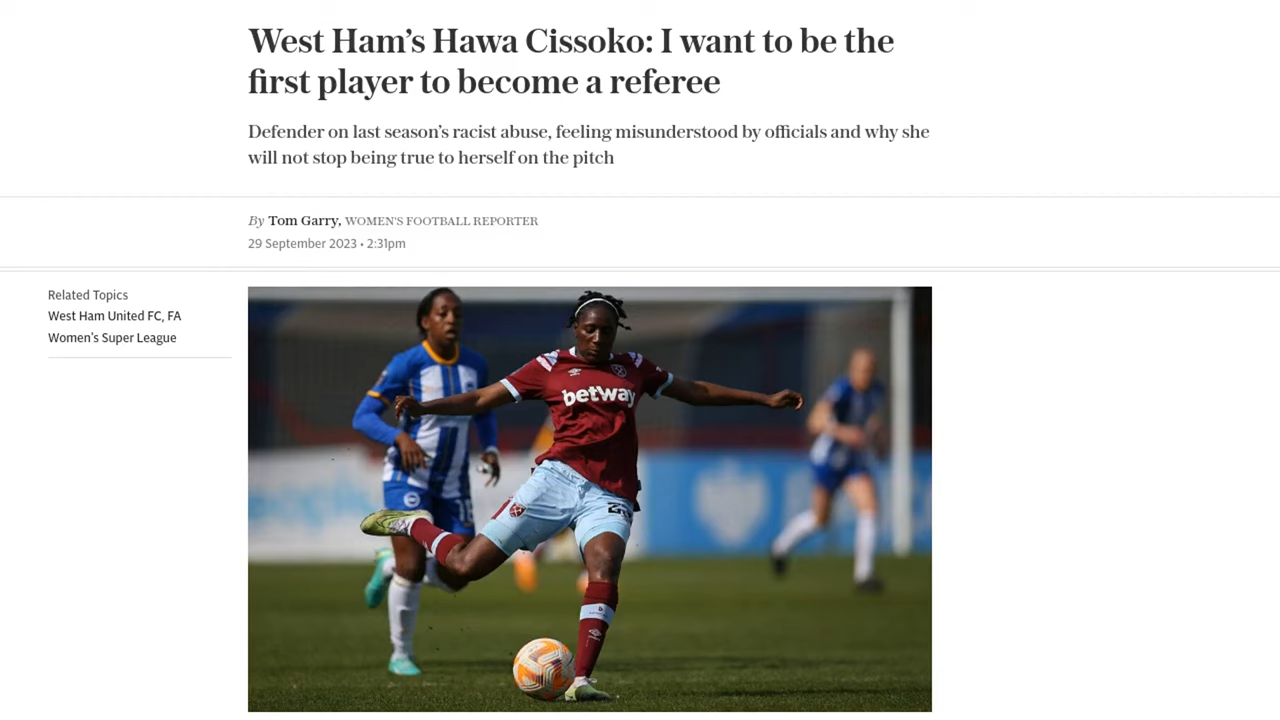 West Ham’s Hawa Cissoko: I want to be the
first player to become a referee
Defender on last season’s racist abuse, feeling misunderstood by officials and why she
will not stop being true to herself on the pitch
By Tom Garry, WOMEN'S FOOTBALL REPORTER
29 September 2023 • 2:31pm
Related Topics
West Ham United FC, FA
Women's Super League
betway